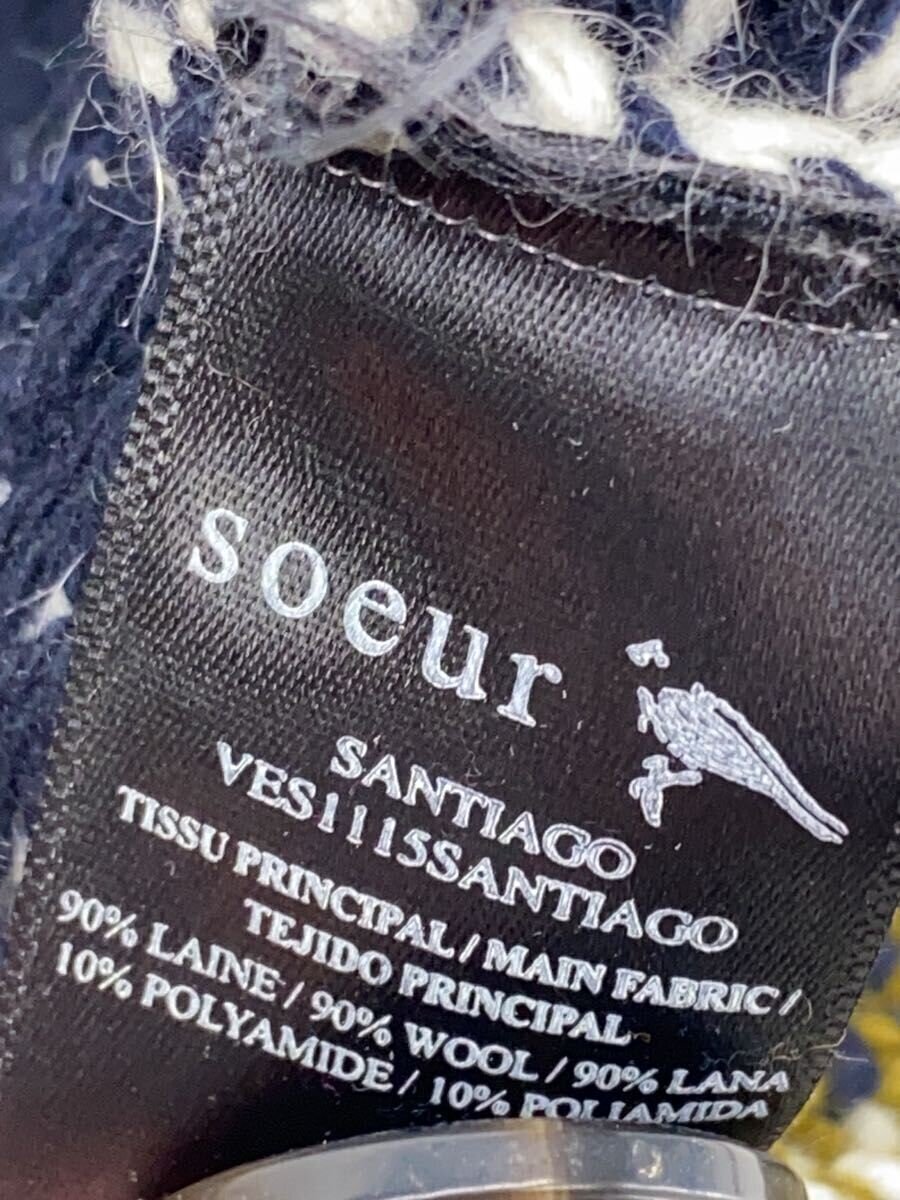 soeur
SANTIAGO
VES1115SANTIAGO
TISSU PRINCIPAL / MAIN FABRIC /
TEJIDO PRINCIPAL
90% LAINE / 90% WOOL / 90% LANA
10% POLYAMIDE / 10% POLIAMIDA